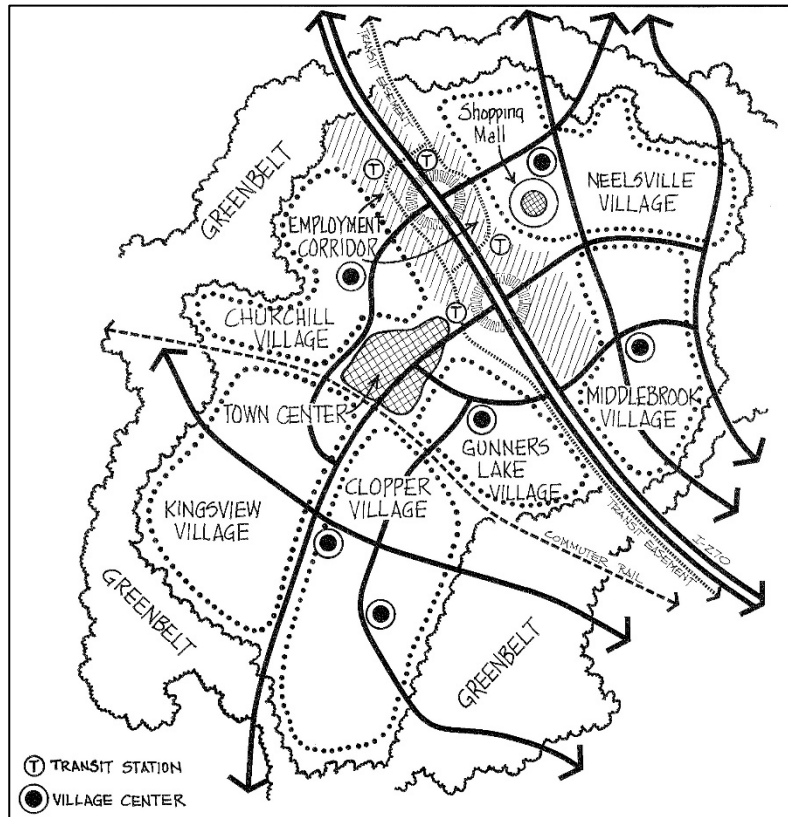 TRANSIT
EASEMENT
Shopping
Mall
GREENBELT
NEELSVILLE
VILLAGE
EMPLOYMENT
CORRIDOR
CHURCHILL
VILLAGE
TOWN CENTER
MIDDLEBROOK
VILLAGE
GUNNERS
LAKE
VILLAGE
CLOPPER
VILLAGE
KINGSVIEW
VILLAGE
I-270
TRANSIT EASEMENT
COMMUTER RAIL
GREENBELT
GREENBELT
T
T
T
T
T TRANSIT STATION
VILLAGE CENTER